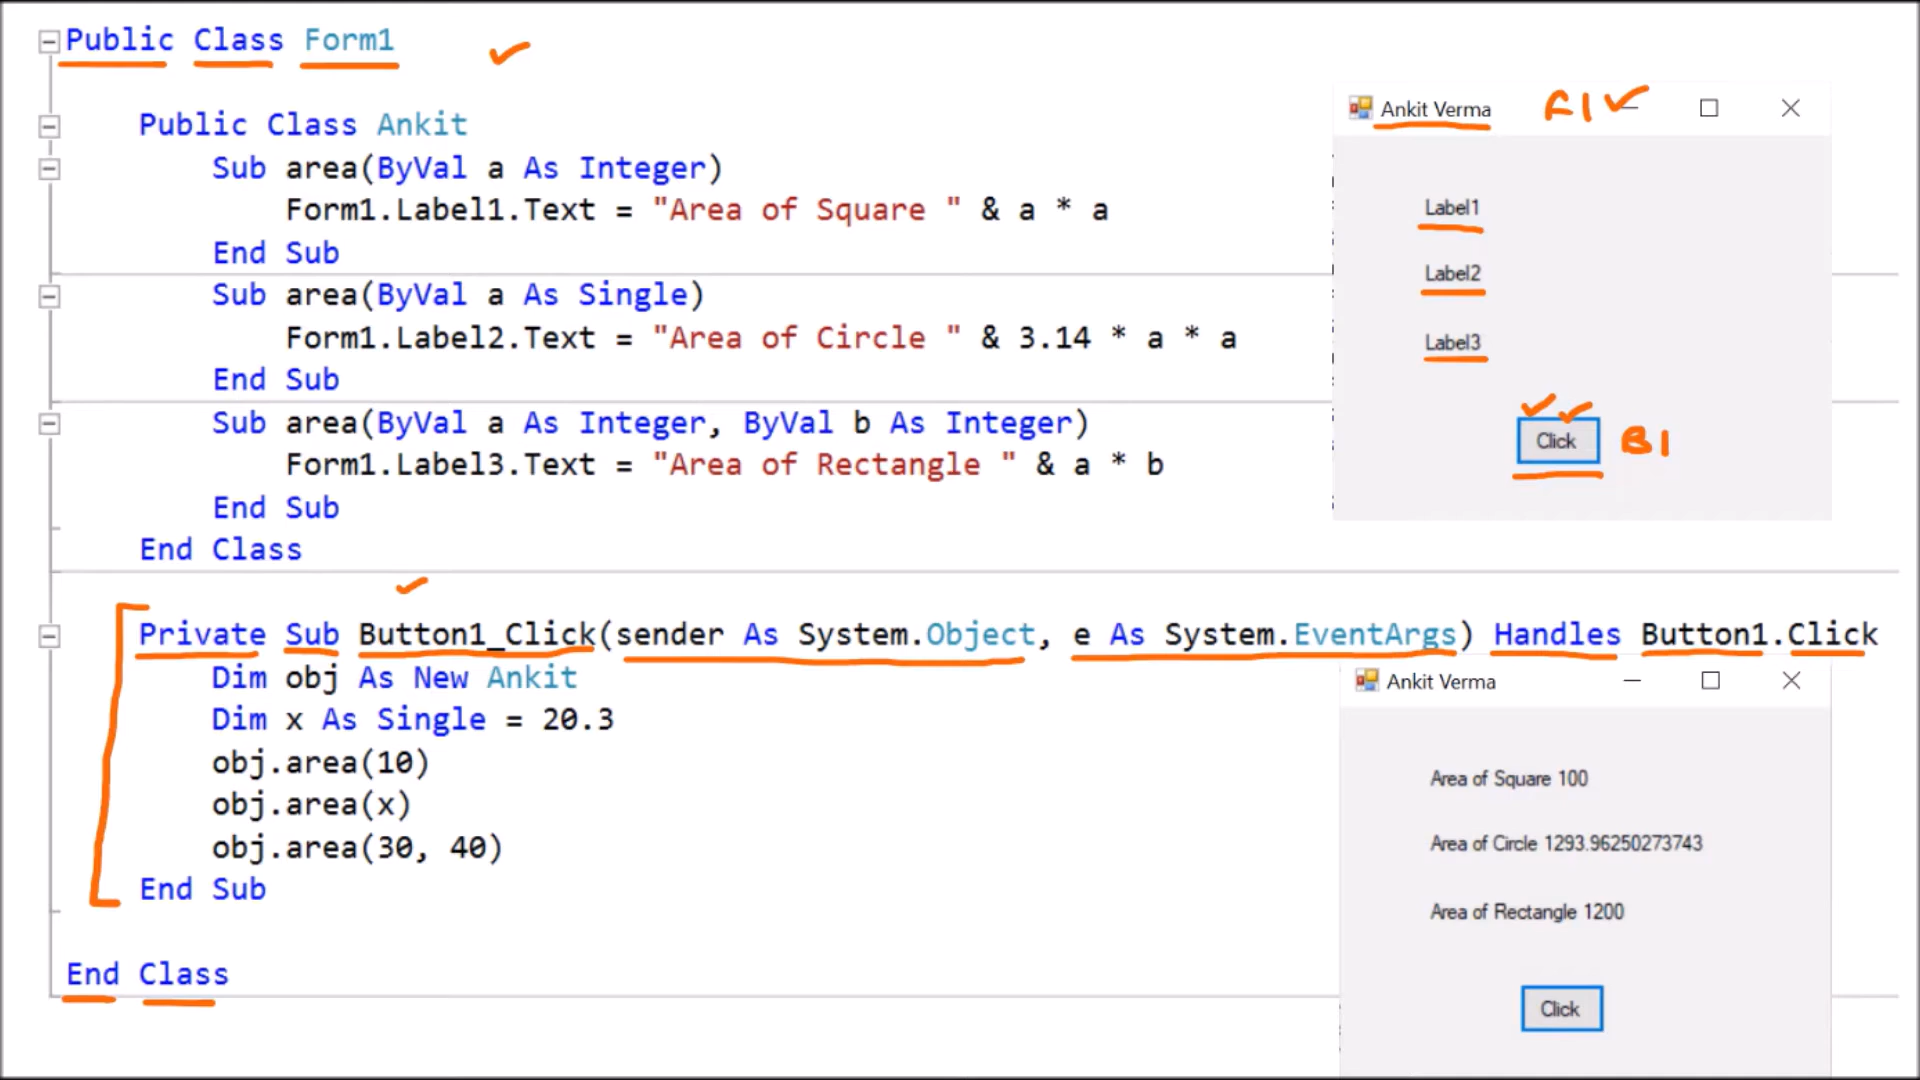 Public Class Form1
Public Class Ankit
Sub area(ByVal a As Integer)
Form1.Label1.Text = "Area of Square " & a * a
End Sub
Sub area(ByVal a As Single)
Form1.Label2.Text = "Area of Circle " & 3.14 * a * a
End Sub
Sub area(ByVal a As Integer, ByVal b As Integer)
Form1.Label3.Text = "Area of Rectangle " & a * b
End Sub
End Class
Private Sub Button1_Click(sender As System.Object, e As System.EventArgs) Handles Button1.Click
Dim obj As New Ankit
Dim x As Single = 20.3
obj.area(10)
obj.area(x)
obj.area(30, 40)
End Sub
End Class
Ankit Verma F1
Label1
Label2
Label3
Click B1
Ankit Verma
Area of Square 100
Area of Circle 1293.96250273743
Area of Rectangle 1200
Click